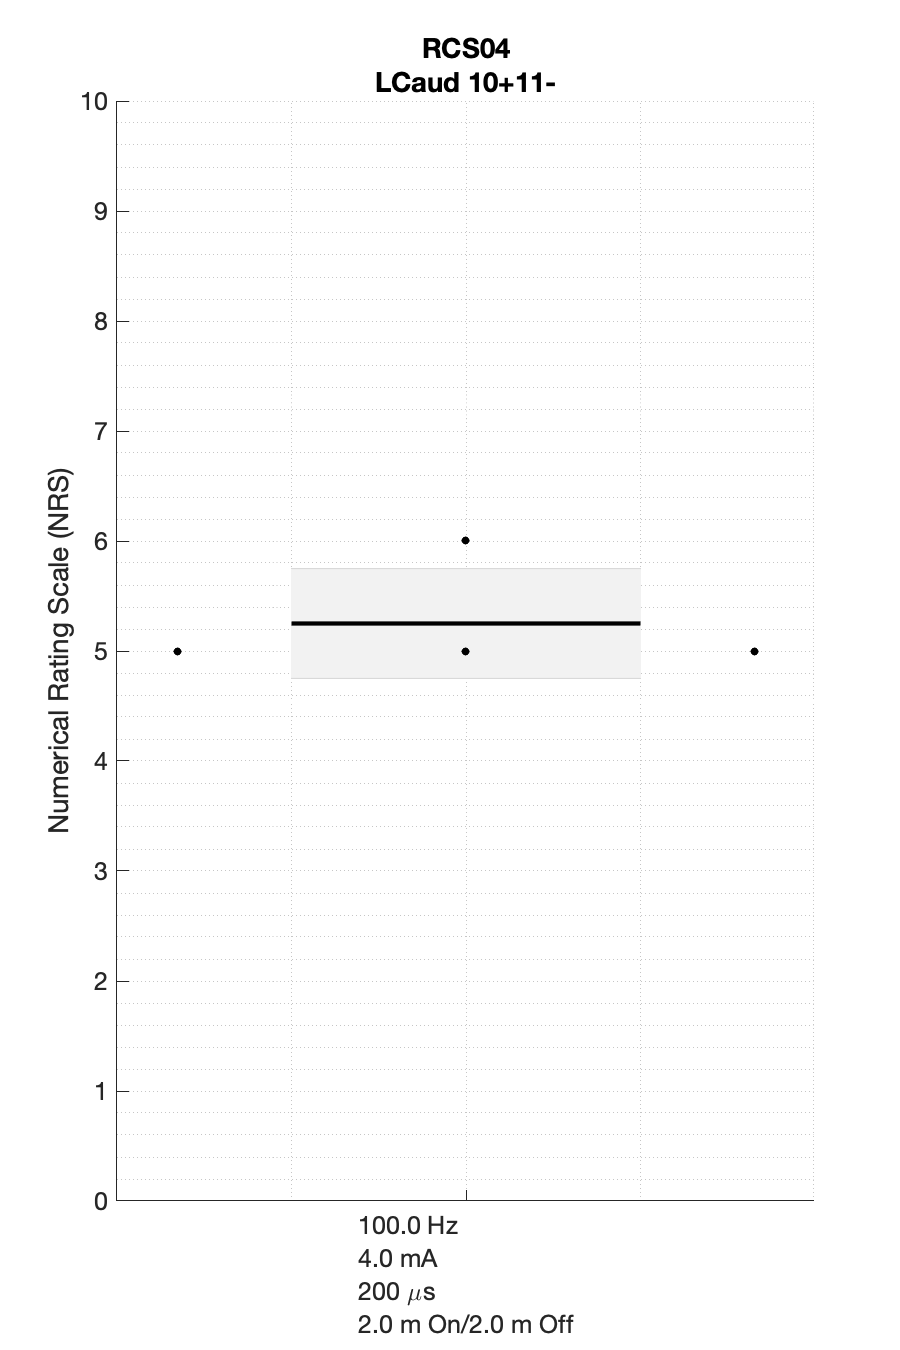 RCS04
LCaud 10+11-
10
9
8
7
6
5
4
3
2
1
0
Numerical Rating Scale (NRS)
100.0 Hz
4.0 mA
200 μs
2.0 m On/2.0 m Off